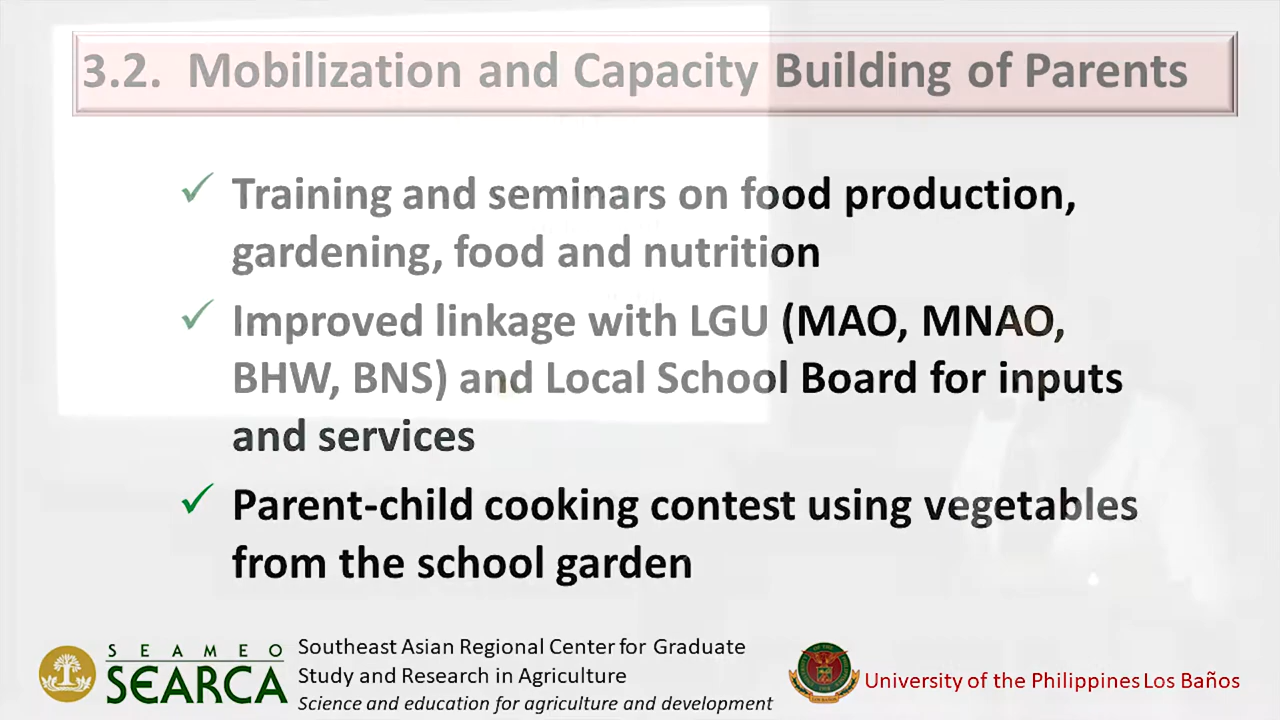 3.2. Mobilization and Capacity Building of Parents
✓ Training and seminars on food production,
gardening, food and nutrition
✓ Improved linkage with LGU (MAO, MNAO,
BHW, BNS) and Local School Board for inputs
and services
✓ Parent-child cooking contest using vegetables
from the school garden
SEAMEO
SEARCA
Southeast Asian Regional Center for Graduate
Study and Research in Agriculture
Science and education for agriculture and development
University of the Philippines Los Baños